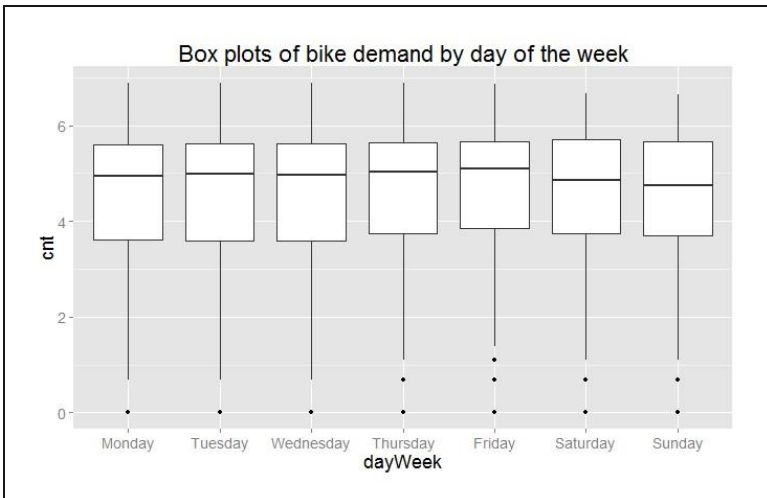 Box plots of bike demand by day of the week
6
4
2
0
cnt
Monday Tuesday Wednesday Thursday Friday Saturday Sunday
dayWeek